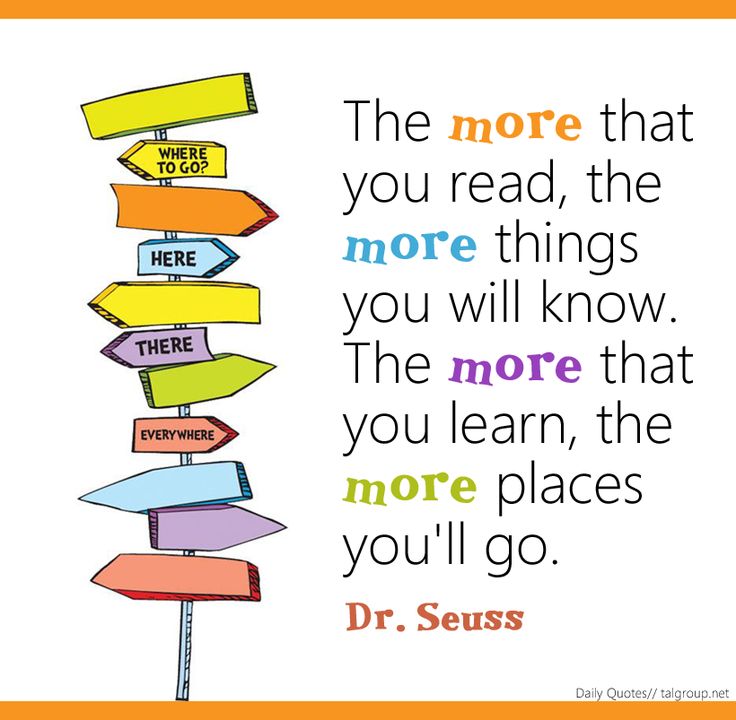 WHERE
TO GO?
HERE
THERE
EVERYWHERE
The more that
you read, the
more things
you will know.
The more that
you learn, the
more places
you'll go.
Dr. Seuss
Daily Quotes// talgroup.net